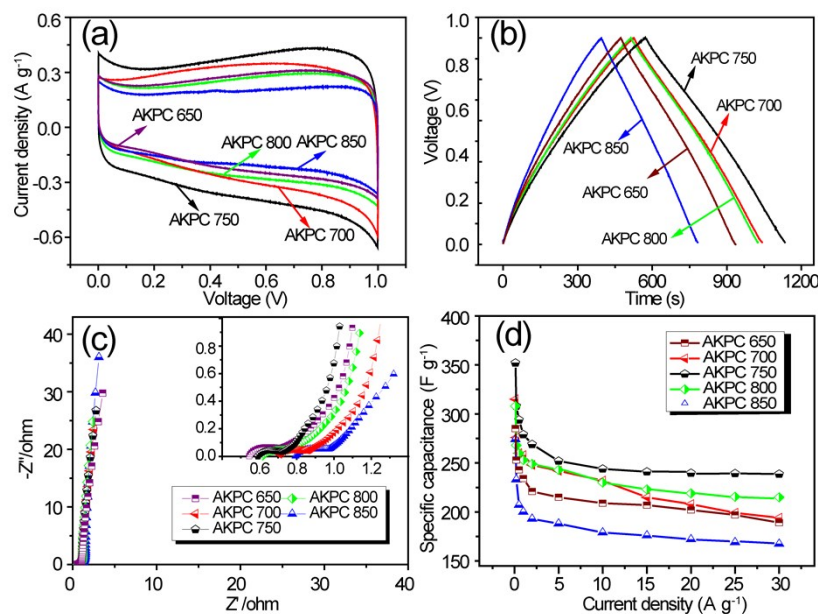 (a)
Current density (A g⁻¹)
0.6
0.3
0.0
-0.3
-0.6
AKPC 650
AKPC 800
AKPC 850
AKPC 750
AKPC 700
0.0 0.2 0.4 0.6 0.8 1.0
Voltage (V)
(b)
Voltage (V)
1.0
0.8
0.6
0.4
0.2
0.0
AKPC 750
AKPC 700
AKPC 850
AKPC 650
AKPC 800
0 300 600 900 1200
Time (s)
(c)
-Z''/ohm
40
30
20
10
0
0.8
0.6
0.4
0.2
0.0
0.6 0.8 1.0 1.2
AKPC 650 AKPC 800
AKPC 700 AKPC 850
AKPC 750
0 10 20 30 40
Z'/ohm
(d)
Specific capacitance (F g⁻¹)
400
350
300
250
200
150
AKPC 650
AKPC 700
AKPC 750
AKPC 800
AKPC 850
0 5 10 15 20 25 30
Current density (A g⁻¹)